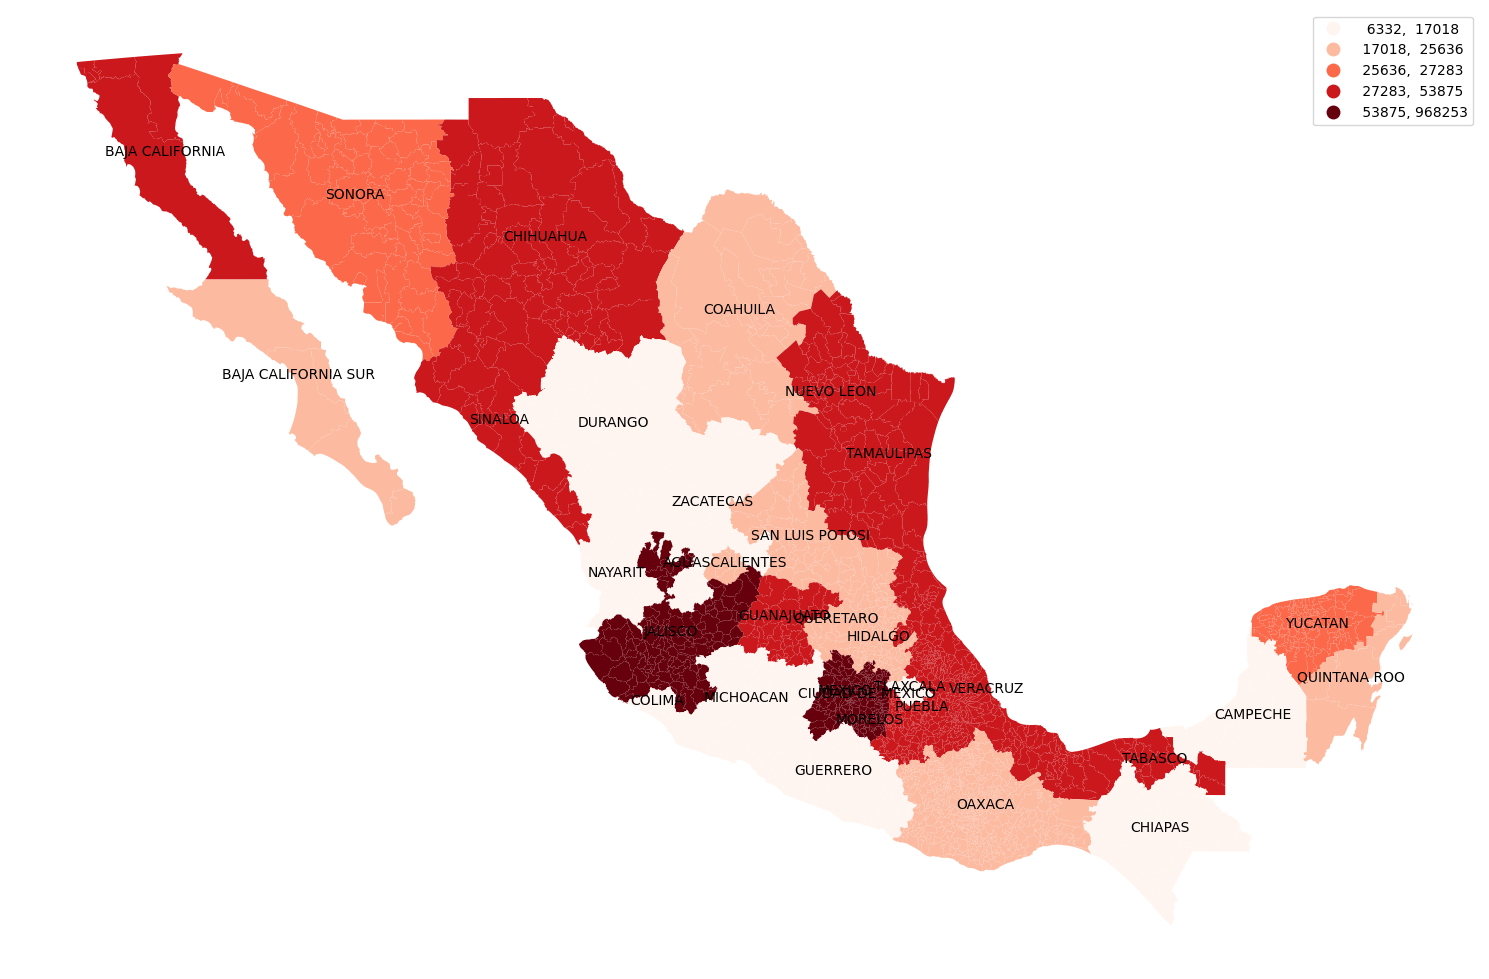 6332, 17018
17018, 25636
25636, 27283
27283, 53875
53875, 968253
BAJA CALIFORNIA
SONORA
CHIHUAHUA
COAHUILA
BAJA CALIFORNIA SUR
NUEVO LEON
SINALOA
DURANGO
TAMAULIPAS
ZACATECAS
SAN LUIS POTOSI
AGUASCALIENTES
NAYARIT
GUANAJUATO
QUERETARO
YUCATAN
JALISCO
HIDALGO
QUINTANA ROO
TLAXCALA
VERACRUZ
CIUDAD DE MEXICO
MEXICO
COLIMA
MICHOACAN
PUEBLA
CAMPECHE
MORELOS
TABASCO
GUERRERO
OAXACA
CHIAPAS